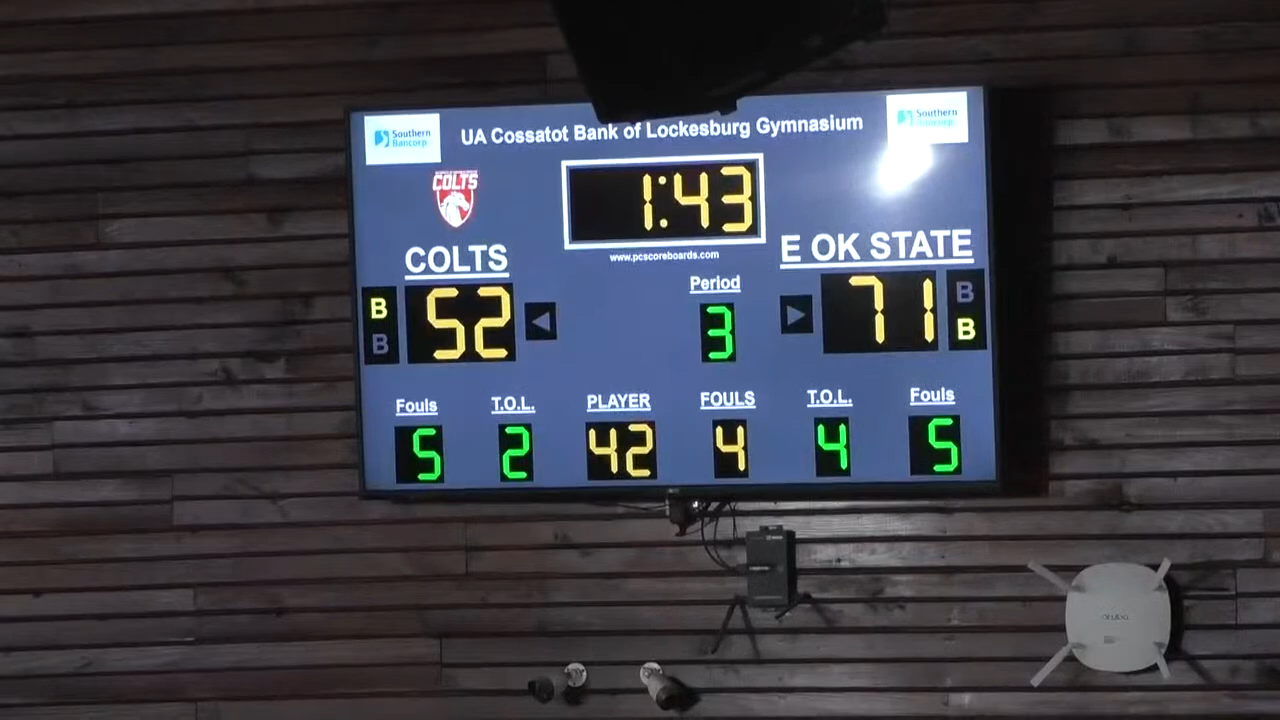 Southern
Bancorp
UA Cossatot Bank of Lockesburg Gymnasium
Southern
Bancorp
COLTS
1:43
www.pcscoreboards.com
COLTS
E OK STATE
Period
B
B
52
3
71
B
B
Fouls
T.O.L.
PLAYER
FOULS
T.O.L.
Fouls
5
2
42
4
4
5
aruba